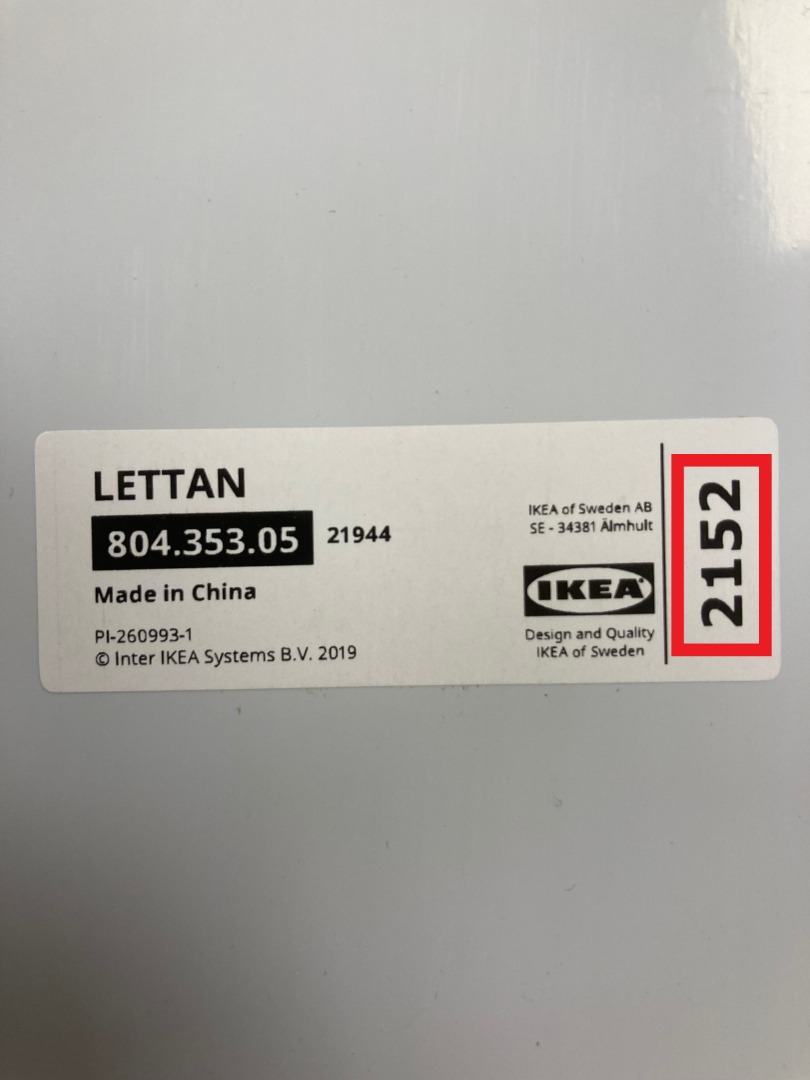 LETTAN
804.353.05 21944
Made in China
PI-260993-1
© Inter IKEA Systems B.V. 2019
IKEA of Sweden AB
SE - 34381 Älmhult
IKEA
Design and Quality
IKEA of Sweden
2152